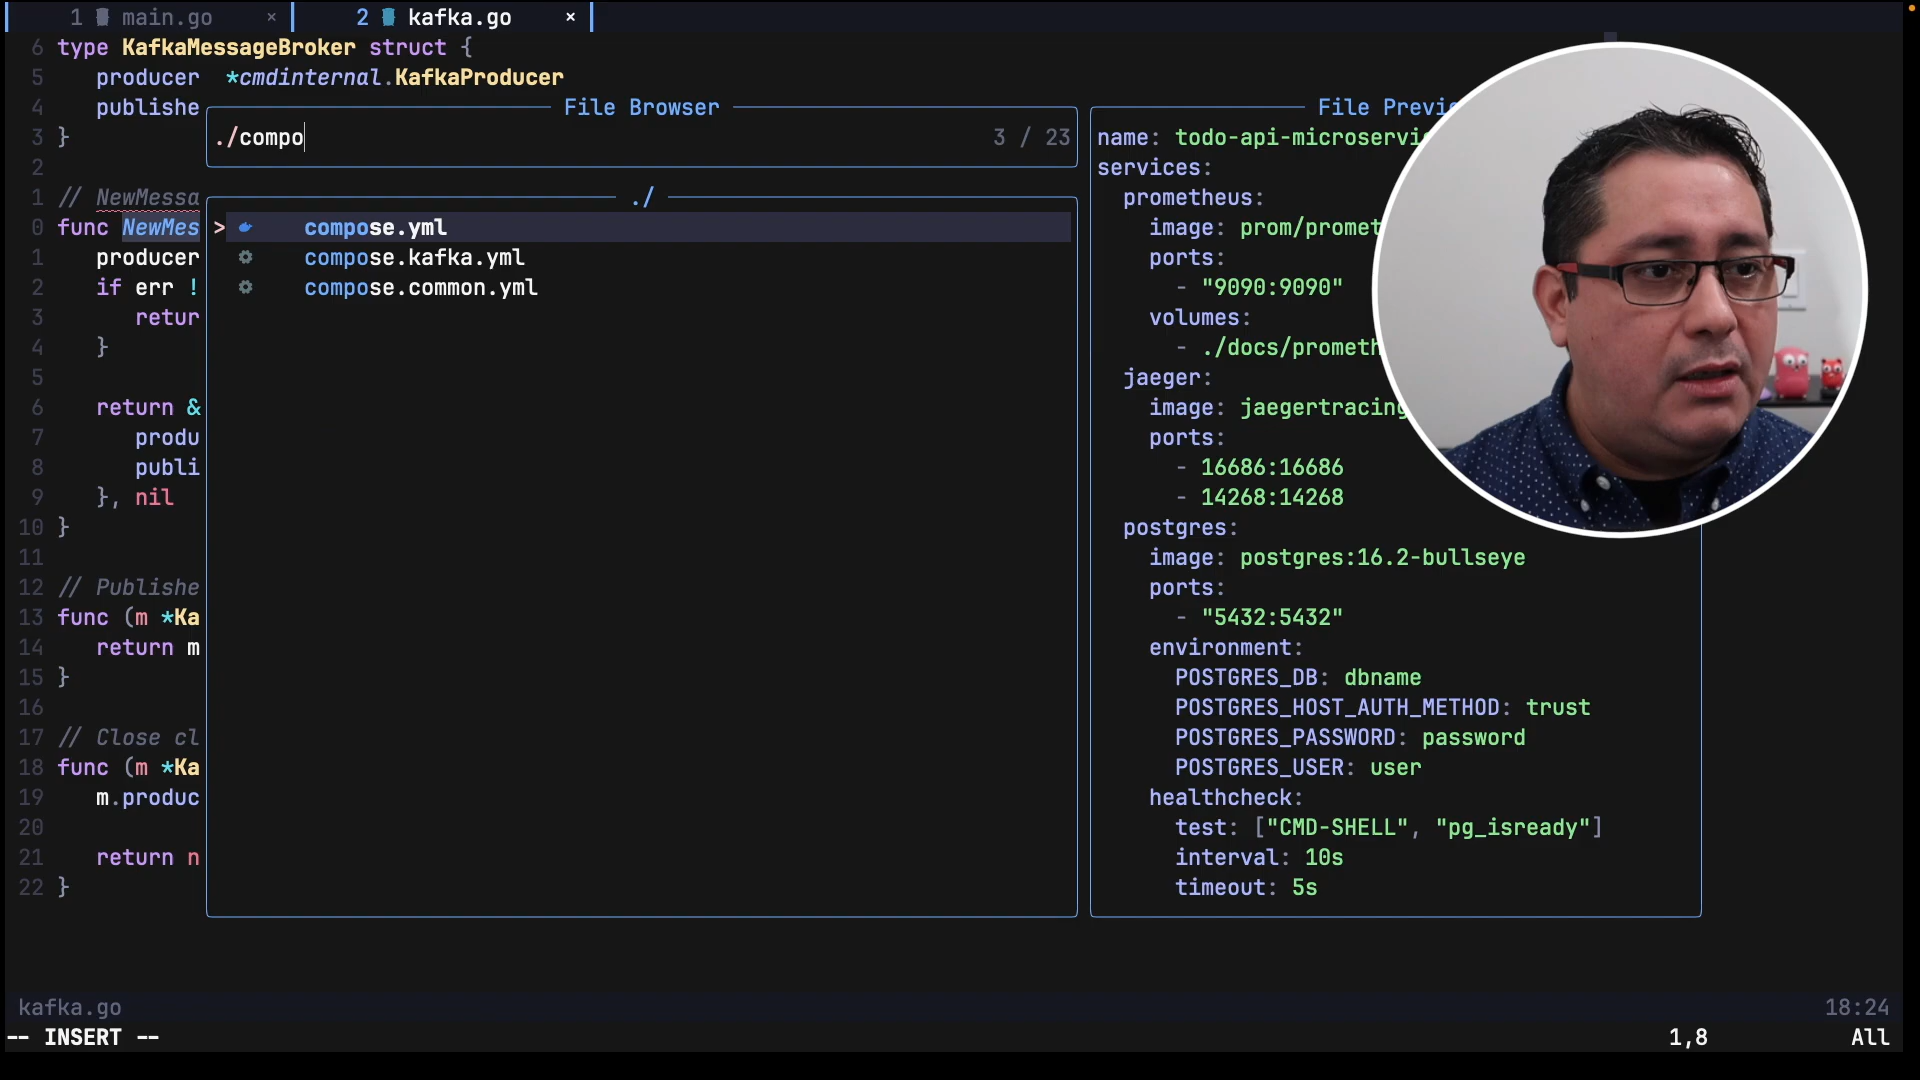 1 main.go × 2 kafka.go ×
6 type KafkaMessageBroker struct {
5 producer *cmdinternal.KafkaProducer
4 publishe
3 }
2
1 // NewMessa
0 func NewMes
1 producer
2 if err !
3 retur
4 }
5
6 return &
7 produ
8 publi
9 }, nil
10 }
11
12 // Publishe
13 func (m *Ka
14 return m
15 }
16
17 // Close cl
18 func (m *Ka
19 m.produc
20
21 return n
22 }
File Browser
./compo 3 / 23
./
> compose.yml
compose.kafka.yml
compose.common.yml
File Previe
name: todo-api-microservic
services:
prometheus:
image: prom/promet
ports:
- "9090:9090"
volumes:
- ./docs/prometh
jaeger:
image: jaegertracing
ports:
- 16686:16686
- 14268:14268
postgres:
image: postgres:16.2-bullseye
ports:
- "5432:5432"
environment:
POSTGRES_DB: dbname
POSTGRES_HOST_AUTH_METHOD: trust
POSTGRES_PASSWORD: password
POSTGRES_USER: user
healthcheck:
test: ["CMD-SHELL", "pg_isready"]
interval: 10s
timeout: 5s
kafka.go 18:24
-- INSERT -- 1,8 All